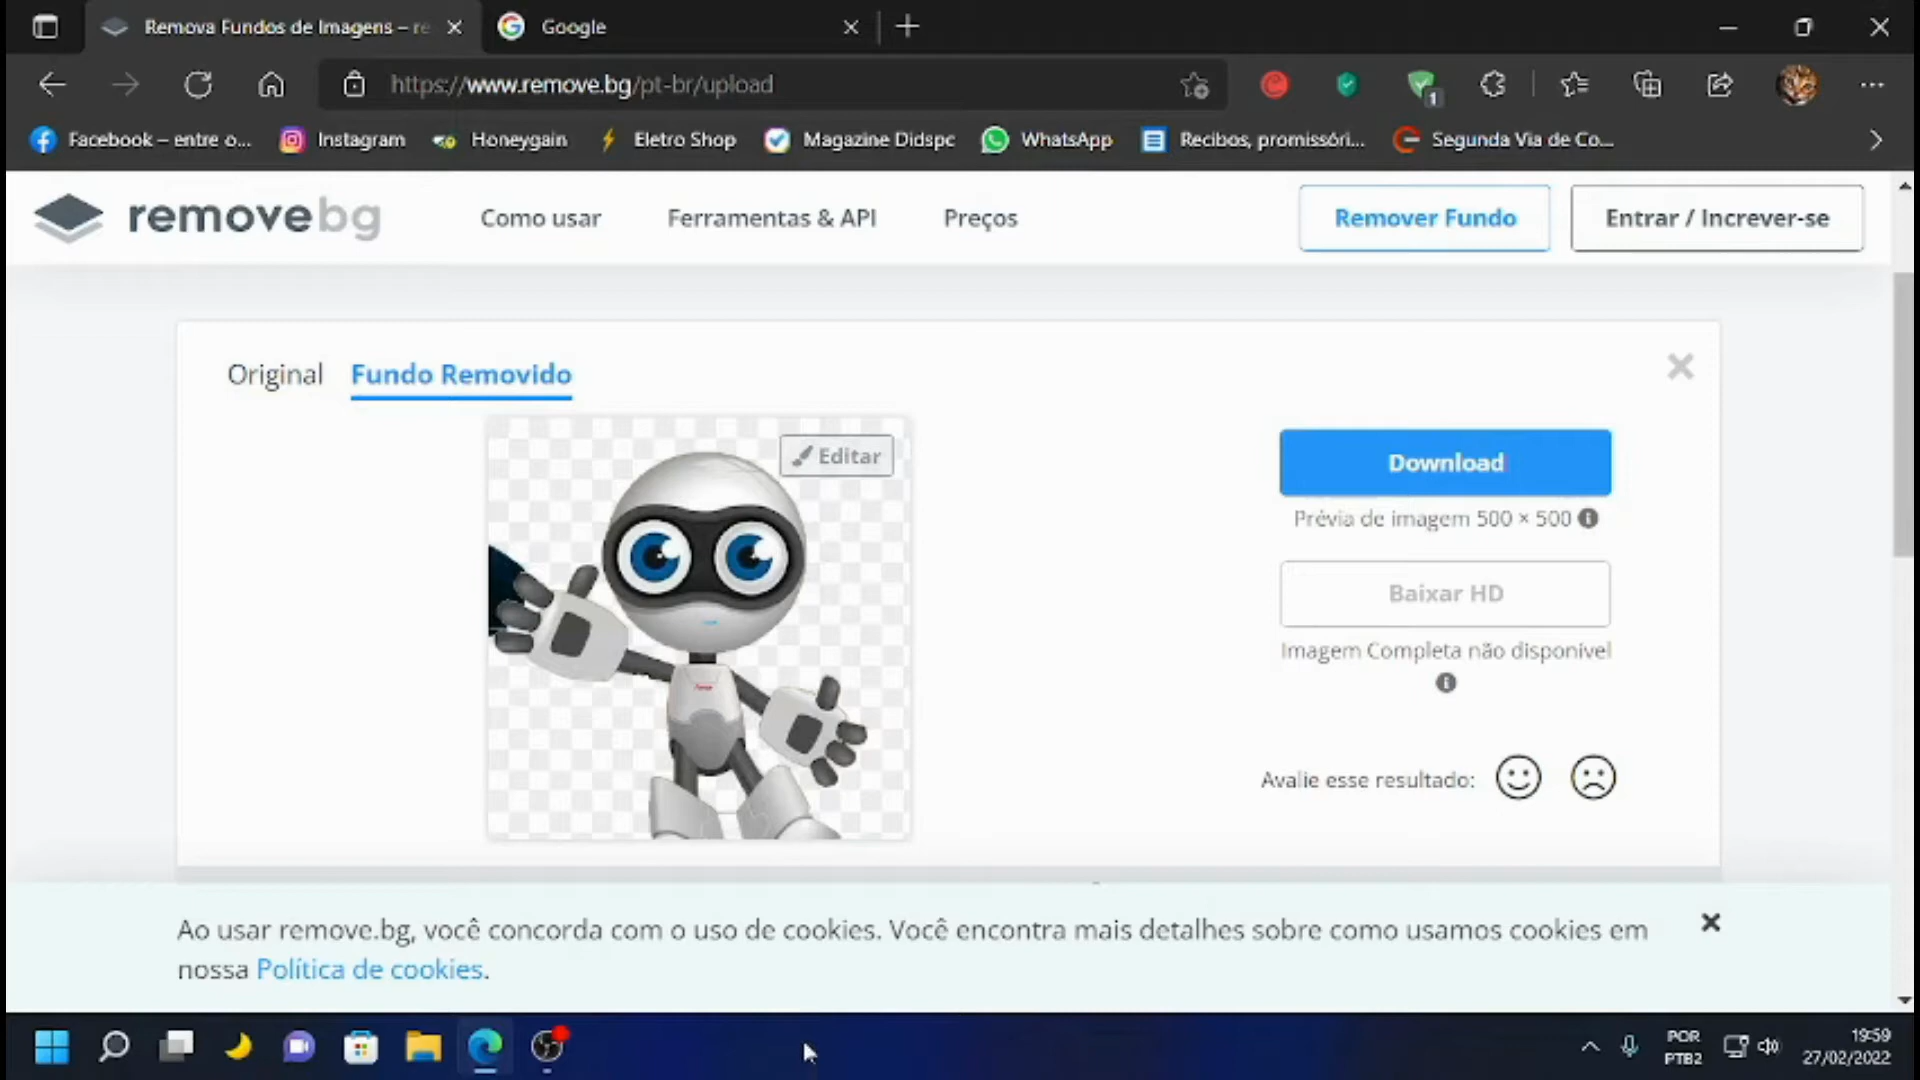 Remova Fundos de Imagens – re
Google
https://www.remove.bg/pt-br/upload
1
Facebook – entre o...
Instagram
Honeygain
Eletro Shop
Magazine Didspc
WhatsApp
Recibos, promissóri...
Segunda Via de Co...
removebg
Como usar
Ferramentas & API
Preços
Remover Fundo
Entrar / Increver-se
Original
Fundo Removido
Editar
Download
Prévia de imagem 500 × 500
Baixar HD
Imagem Completa não disponível
Avalie esse resultado:
Ao usar remove.bg, você concorda com o uso de cookies. Você encontra mais detalhes sobre como usamos cookies em
nossa Política de cookies.
POR
PTB2
19:59
27/02/2022